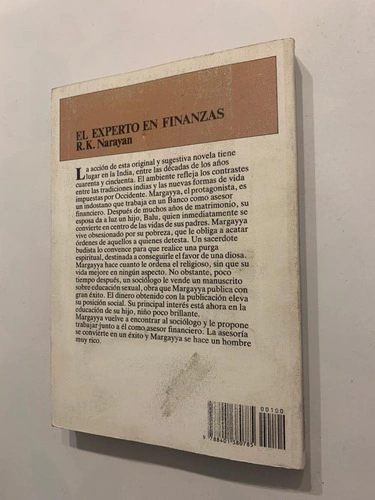 EL EXPERTO EN FINANZAS
R.K. Narayan
La acción de esta original y sugestiva novela tiene
lugar en la India, entre las décadas de los años
cuarenta y cincuenta. El ambiente refleja los contrastes
entre las tradiciones indias y las nuevas formas de vida
impuestas por Occidente. Margayya, el protagonista, es
un indostano que trabaja en un Banco como asesor
financiero. Después de muchos años de matrimonio, su
esposa da a luz un hijo, Balu, quien inmediatamente se
convierte en centro de las vidas de sus padres. Margayya
vive obsesionado por su pobreza, que le obliga a acatar
órdenes de aquellos a quienes detesta. Un sacerdote
budista lo convence para que realice una purga
espiritual, destinada a conseguirle el favor de una diosa.
Margayya hace cuanto le ordena el religioso, sin que su
vida mejore en ningún aspecto. No obstante, poco
tiempo después, un sociólogo le vende un manuscrito
sobre educación sexual, obra que Margayya publica con
gran éxito. El dinero obtenido con la publicación eleva
su posición social. Su principal interés está ahora en la
educación de su hijo, niño poco brillante.
Margayya vuelve a encontrar al sociólogo y le propone
trabajar junto a él como asesor financiero. La asesoría
se convierte en un éxito y Margayya se hace un hombre
muy rico.
00100
9 788401 380785